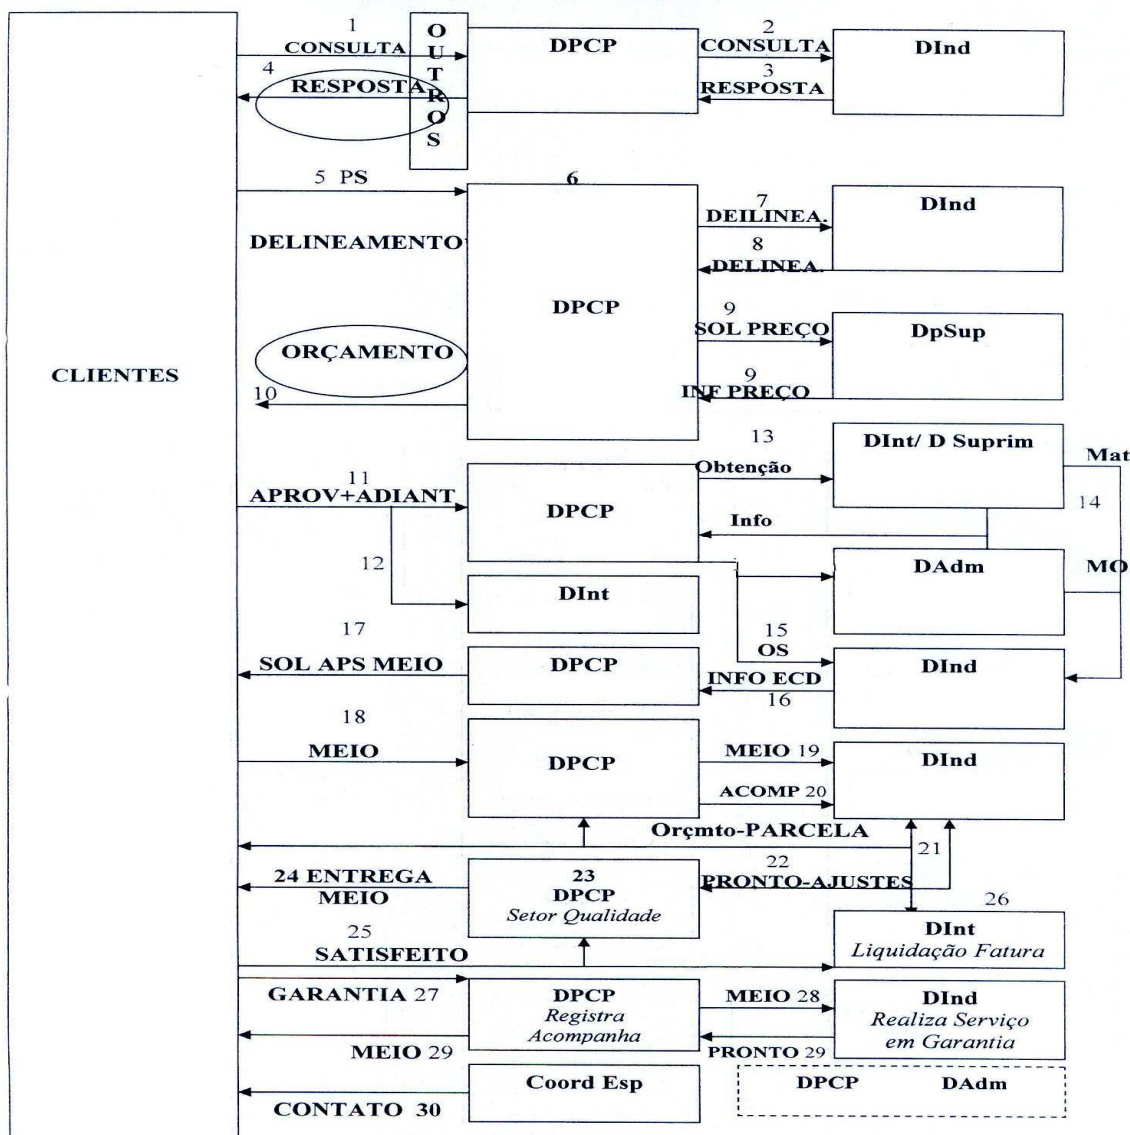 1
CONSULTA
4
RESPOSTA
OUTROS
DPCP
2
CONSULTA
3
RESPOSTA
DInd
CLIENTES
5 PS
6
DELINEAMENTO
DPCP
7
DEILINEA.
8
DELINEA.
DInd
9
SOL PREÇO
9
INF PREÇO
DpSup
ORÇAMENTO
10
11
APROV+ADIANT
12
DPCP
DInt
13
Obtenção
Info
DInt/ D Suprim
Mat
14
DAdm
MO
17
SOL APS MEIO
DPCP
15
OS
INFO ECD
16
DInd
18
MEIO
DPCP
MEIO 19
ACOMP 20
DInd
Orçmto-PARCELA
21
22
PRONTO-AJUSTES
24 ENTREGA
MEIO
23
DPCP
Setor Qualidade
25
SATISFEITO
26
DInt
Liquidação Fatura
GARANTIA 27
MEIO 29
DPCP
Registra
Acompanha
MEIO 28
PRONTO 29
DInd
Realiza Serviço
em Garantia
CONTATO 30
Coord Esp
DPCP DAdm